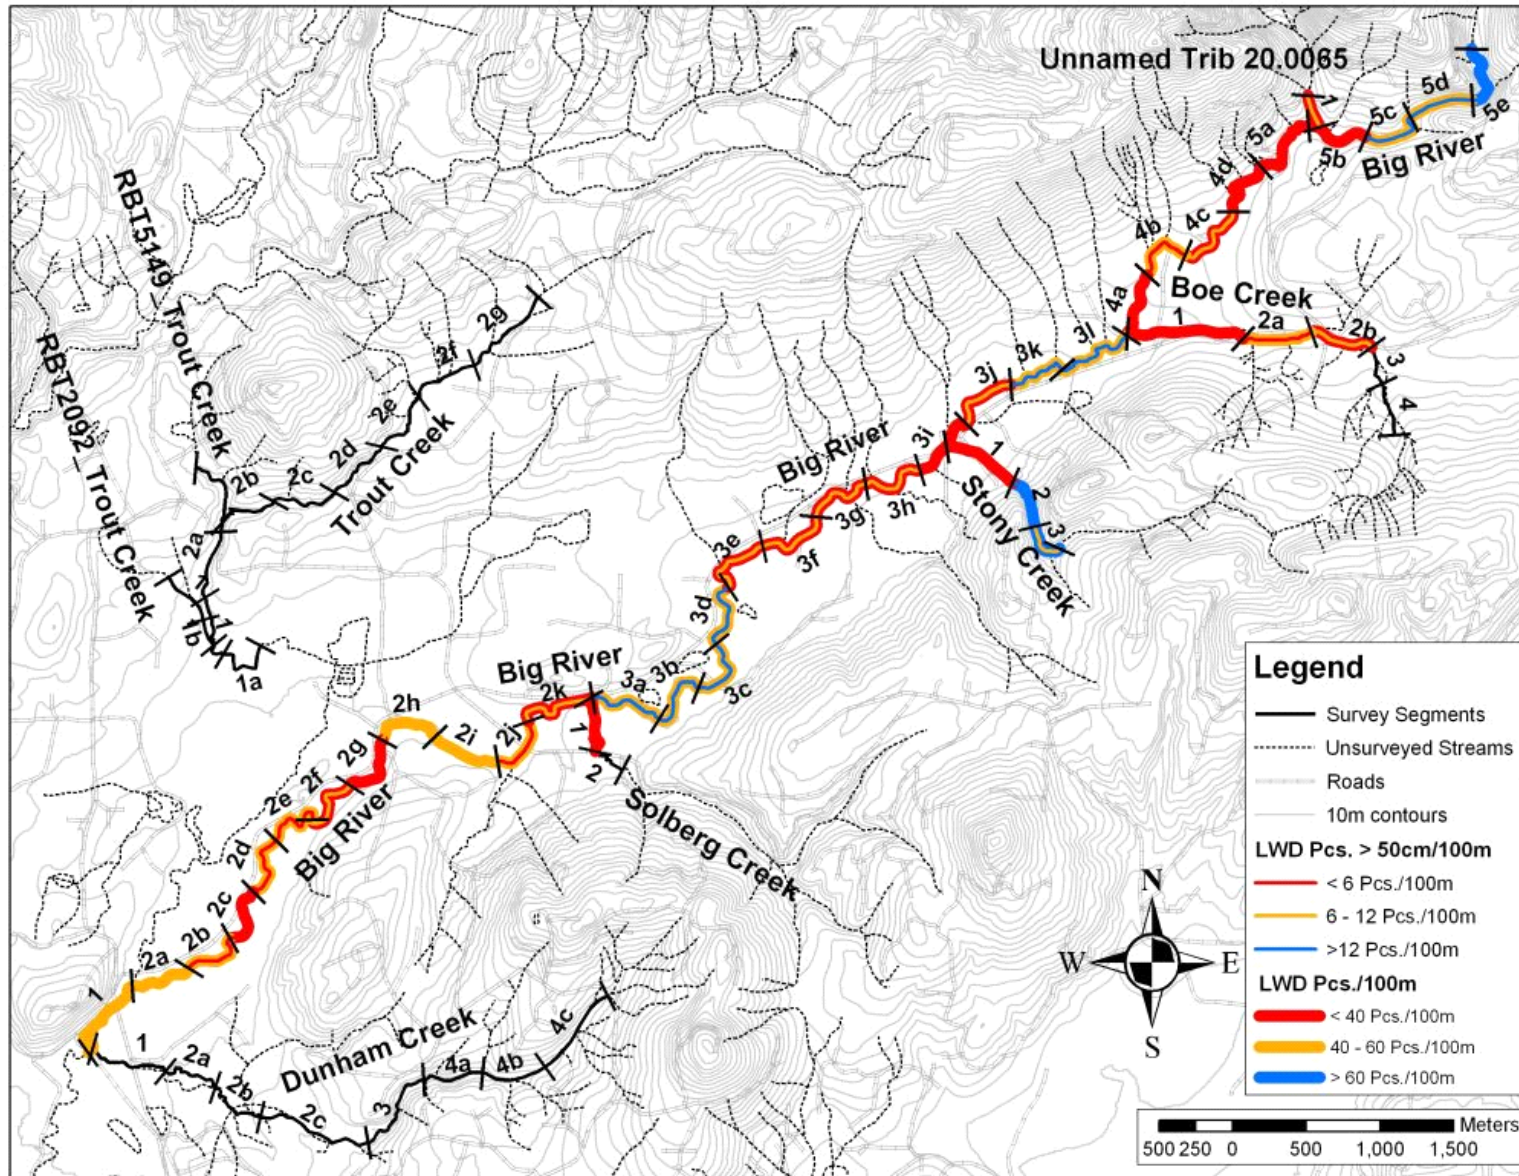 Unnamed Trib 20.0065
1
5a
5b
5c
5d
5e
Big River
4d
4c
4b
4a
Boe Creek
1
2a
2b
3
4
3l
3k
3j
3i
Big River
3h
3g
3f
3e
3d
3c
3b
3a
1
2
3
Stony Creek
RBT5149_Trout Creek
RBT2092_Trout Creek
2g
2f
2e
2d
2c
2b
2a
1
1
1b
1a
Trout Creek
Big River
2k
2j
2i
2h
2g
2f
2e
2d
2c
2b
2a
1
Big River
1
2
Solberg Creek
Dunham Creek
1
2a
2b
2c
3
4a
4b
4c
N
W
E
S
Legend
Survey Segments
Unsurveyed Streams
Roads
10m contours
LWD Pcs. > 50cm/100m
< 6 Pcs./100m
6 - 12 Pcs./100m
>12 Pcs./100m
LWD Pcs./100m
< 40 Pcs./100m
40 - 60 Pcs./100m
> 60 Pcs./100m
Meters
500 250 0 500 1,000 1,500